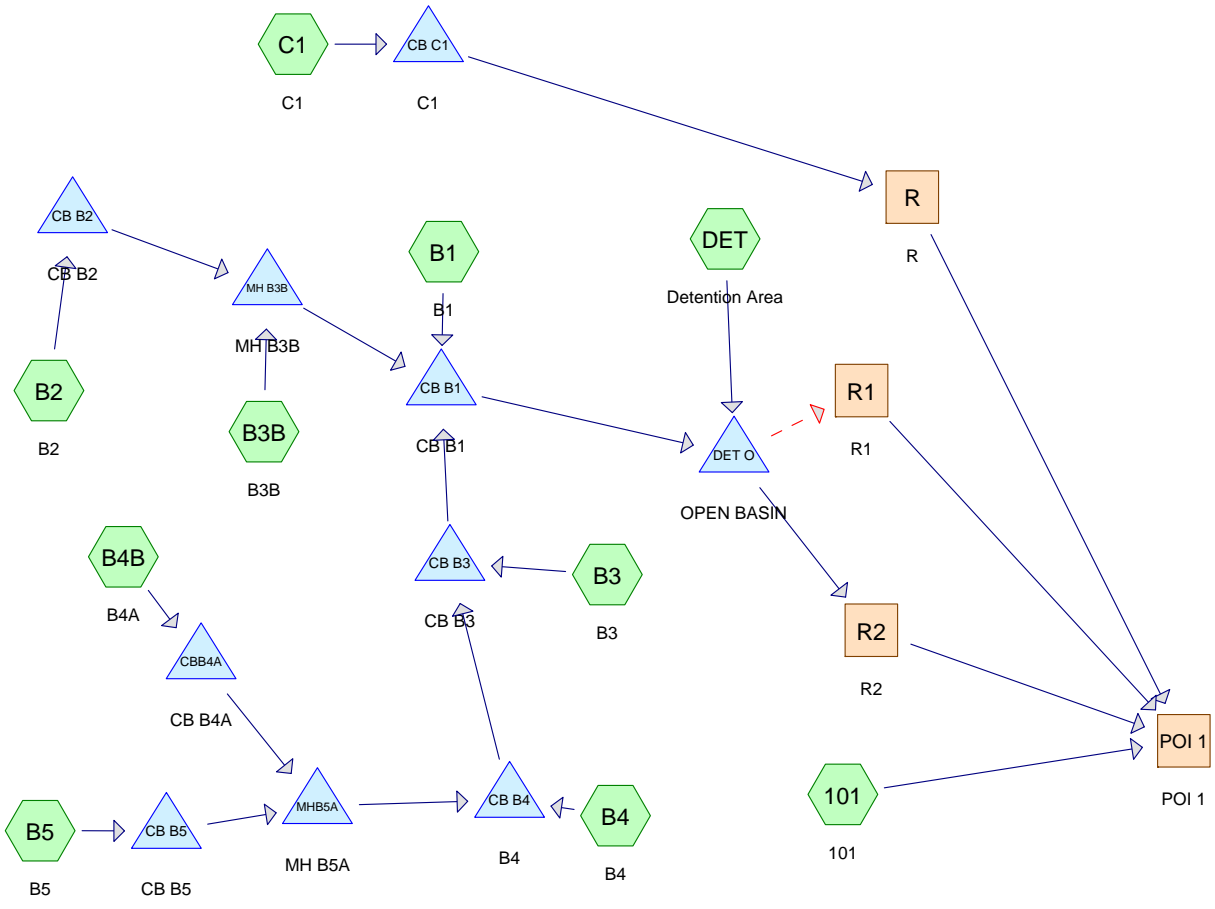 C1
CB C1
C1
C1
CB B2
CB B2
R
R
B1
B1
DET
Detention Area
MH B3B
MH B3B
B2
B2
B3B
B3B
CB B1
CB B1
R1
R1
DET O
OPEN BASIN
B4B
B4A
CB B3
CB B3
B3
B3
CBB4A
CB B4A
R2
R2
POI 1
POI 1
B5
B5
CB B5
CB B5
MHB5A
MH B5A
CB B4
B4
B4
B4
101
101